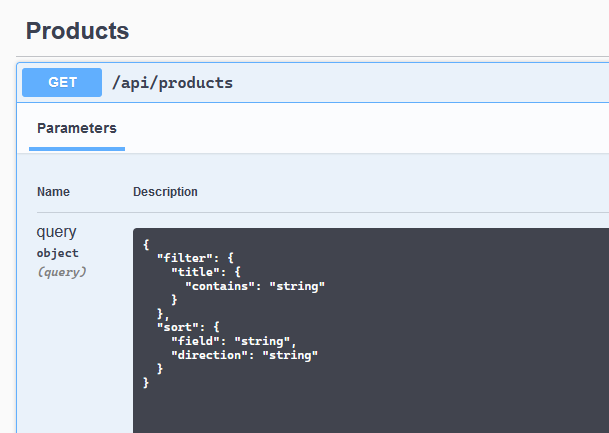 Products
GET /api/products
Parameters
Name Description
query
object
(query)
{
  "filter": {
    "title": {
      "contains": "string"
    }
  },
  "sort": {
    "field": "string",
    "direction": "string"
  }
}